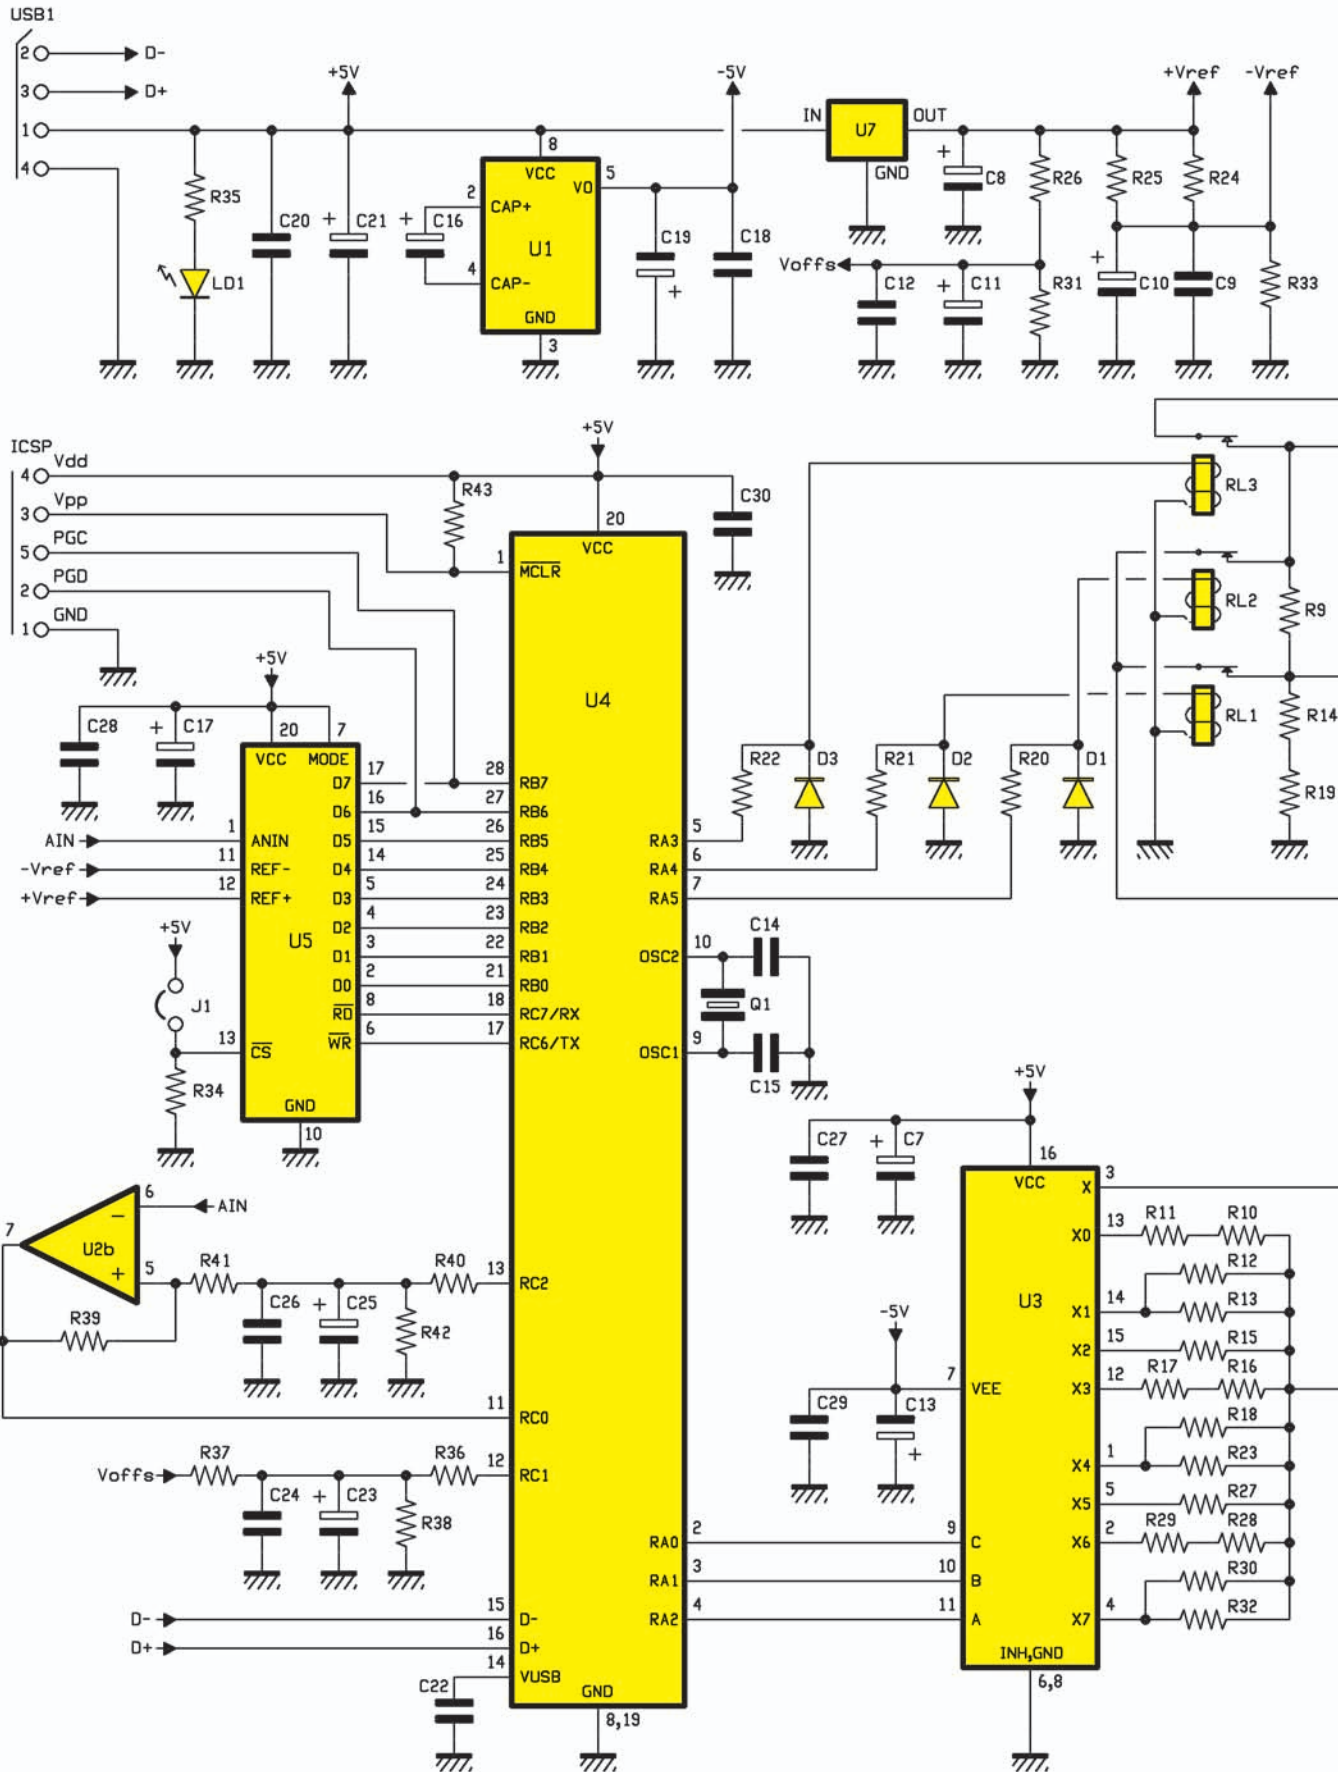 USB1
2 D-
3 D+
1
4
+5V
-5V
+Vref -Vref
IN U7 OUT
GND
R35
LD1
C20
+ C21
+ C16
2 CAP+
4 CAP-
8
VCC
VO 5
U1
GND
3
C19
+
C18
+ C8
R26
R25
R24
Voffs
C12
+ C11
R31
+ C10
C9
R33
ICSP
4 Vdd
3 Vpp
5 PGC
2 PGD
1 GND
+5V
R43
C30
20
VCC
1 MCLR
U4
RL3
RL2
RL1
R9
R14
R19
+5V
C28
+ C17
20 7
VCC MODE
D7 17 28 RB7
D6 16 27 RB6
D5 15 26 RB5
D4 14 25 RB4
D3 5 24 RB3
D2 4 23 RB2
D1 3 22 RB1
D0 2 21 RB0
RD 8 18 RC7/RX
WR 6 17 RC6/TX
AIN 1 ANIN
-Vref 11 REF-
+Vref 12 REF+
U5
+5V
J1
13 CS
R34
GND
10
R22 D3
R21 D2
R20 D1
RA3 5
RA4 6
RA5 7
OSC2 10
C14
Q1
OSC1 9
C15
6 AIN
7 U2b
-
+
5
R41
R40
13 RC2
R39
C26
+ C25
R42
11 RC0
R37
R36
12 RC1
Voffs
C24
+ C23
R38
RA0 2
RA1 3
RA2 4
D- 15 D-
D+ 16 D+
14 VUSB
C22
GND
8,19
+5V
C27
+ C7
16
VCC
X 3
X0 13 R11 R10
R12
X1 14 R13
X2 15 R15
X3 12 R17 R16
R18
X4 1 R23
X5 5 R27
X6 2 R29 R28
R30
X7 4 R32
U3
-5V
C29
C13
+
7 VEE
9 C
10 B
11 A
INH,GND
6,8